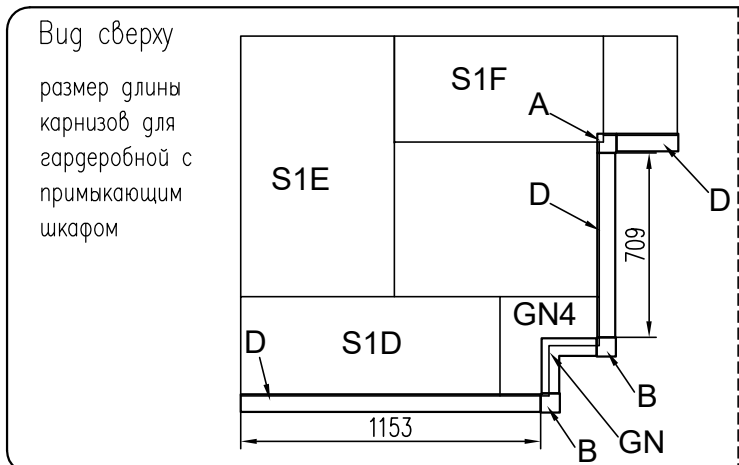 Вид сверху
размер длины
карнизов для
гардеробной с
примыкающим
шкафом
S1F
A
S1E
D
D
709
GN4
S1D
D
B
1153
GN
B